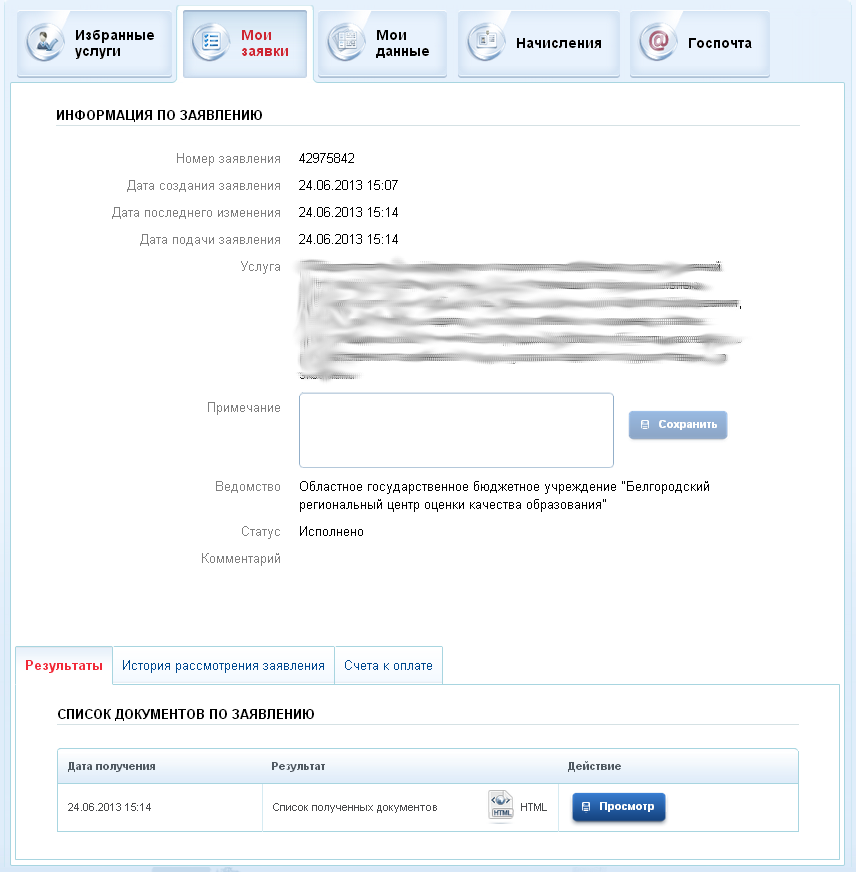 Избранные
услуги
Мои
заявки
Мои
данные
Начисления
Госпочта
ИНФОРМАЦИЯ ПО ЗАЯВЛЕНИЮ
Номер заявления 42975842
Дата создания заявления 24.06.2013 15:07
Дата последнего изменения 24.06.2013 15:14
Дата подачи заявления 24.06.2013 15:14
Услуга
Примечание
Сохранить
Ведомство Областное государственное бюджетное учреждение "Белгородский
региональный центр оценки качества образования"
Статус Исполнено
Комментарий
Результаты История рассмотрения заявления Счета к оплате
СПИСОК ДОКУМЕНТОВ ПО ЗАЯВЛЕНИЮ
Дата получения Результат Действие
24.06.2013 15:14 Список полученных документов HTML HTML Просмотр